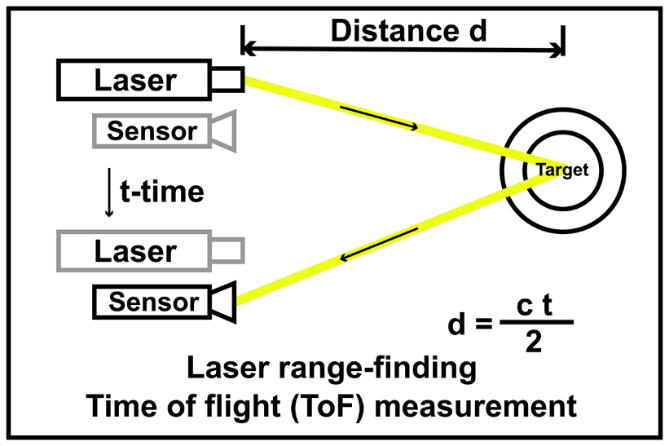 Distance d
Laser
Sensor
Target
t-time
Laser
Sensor
d = c t / 2
Laser range-finding
Time of flight (ToF) measurement